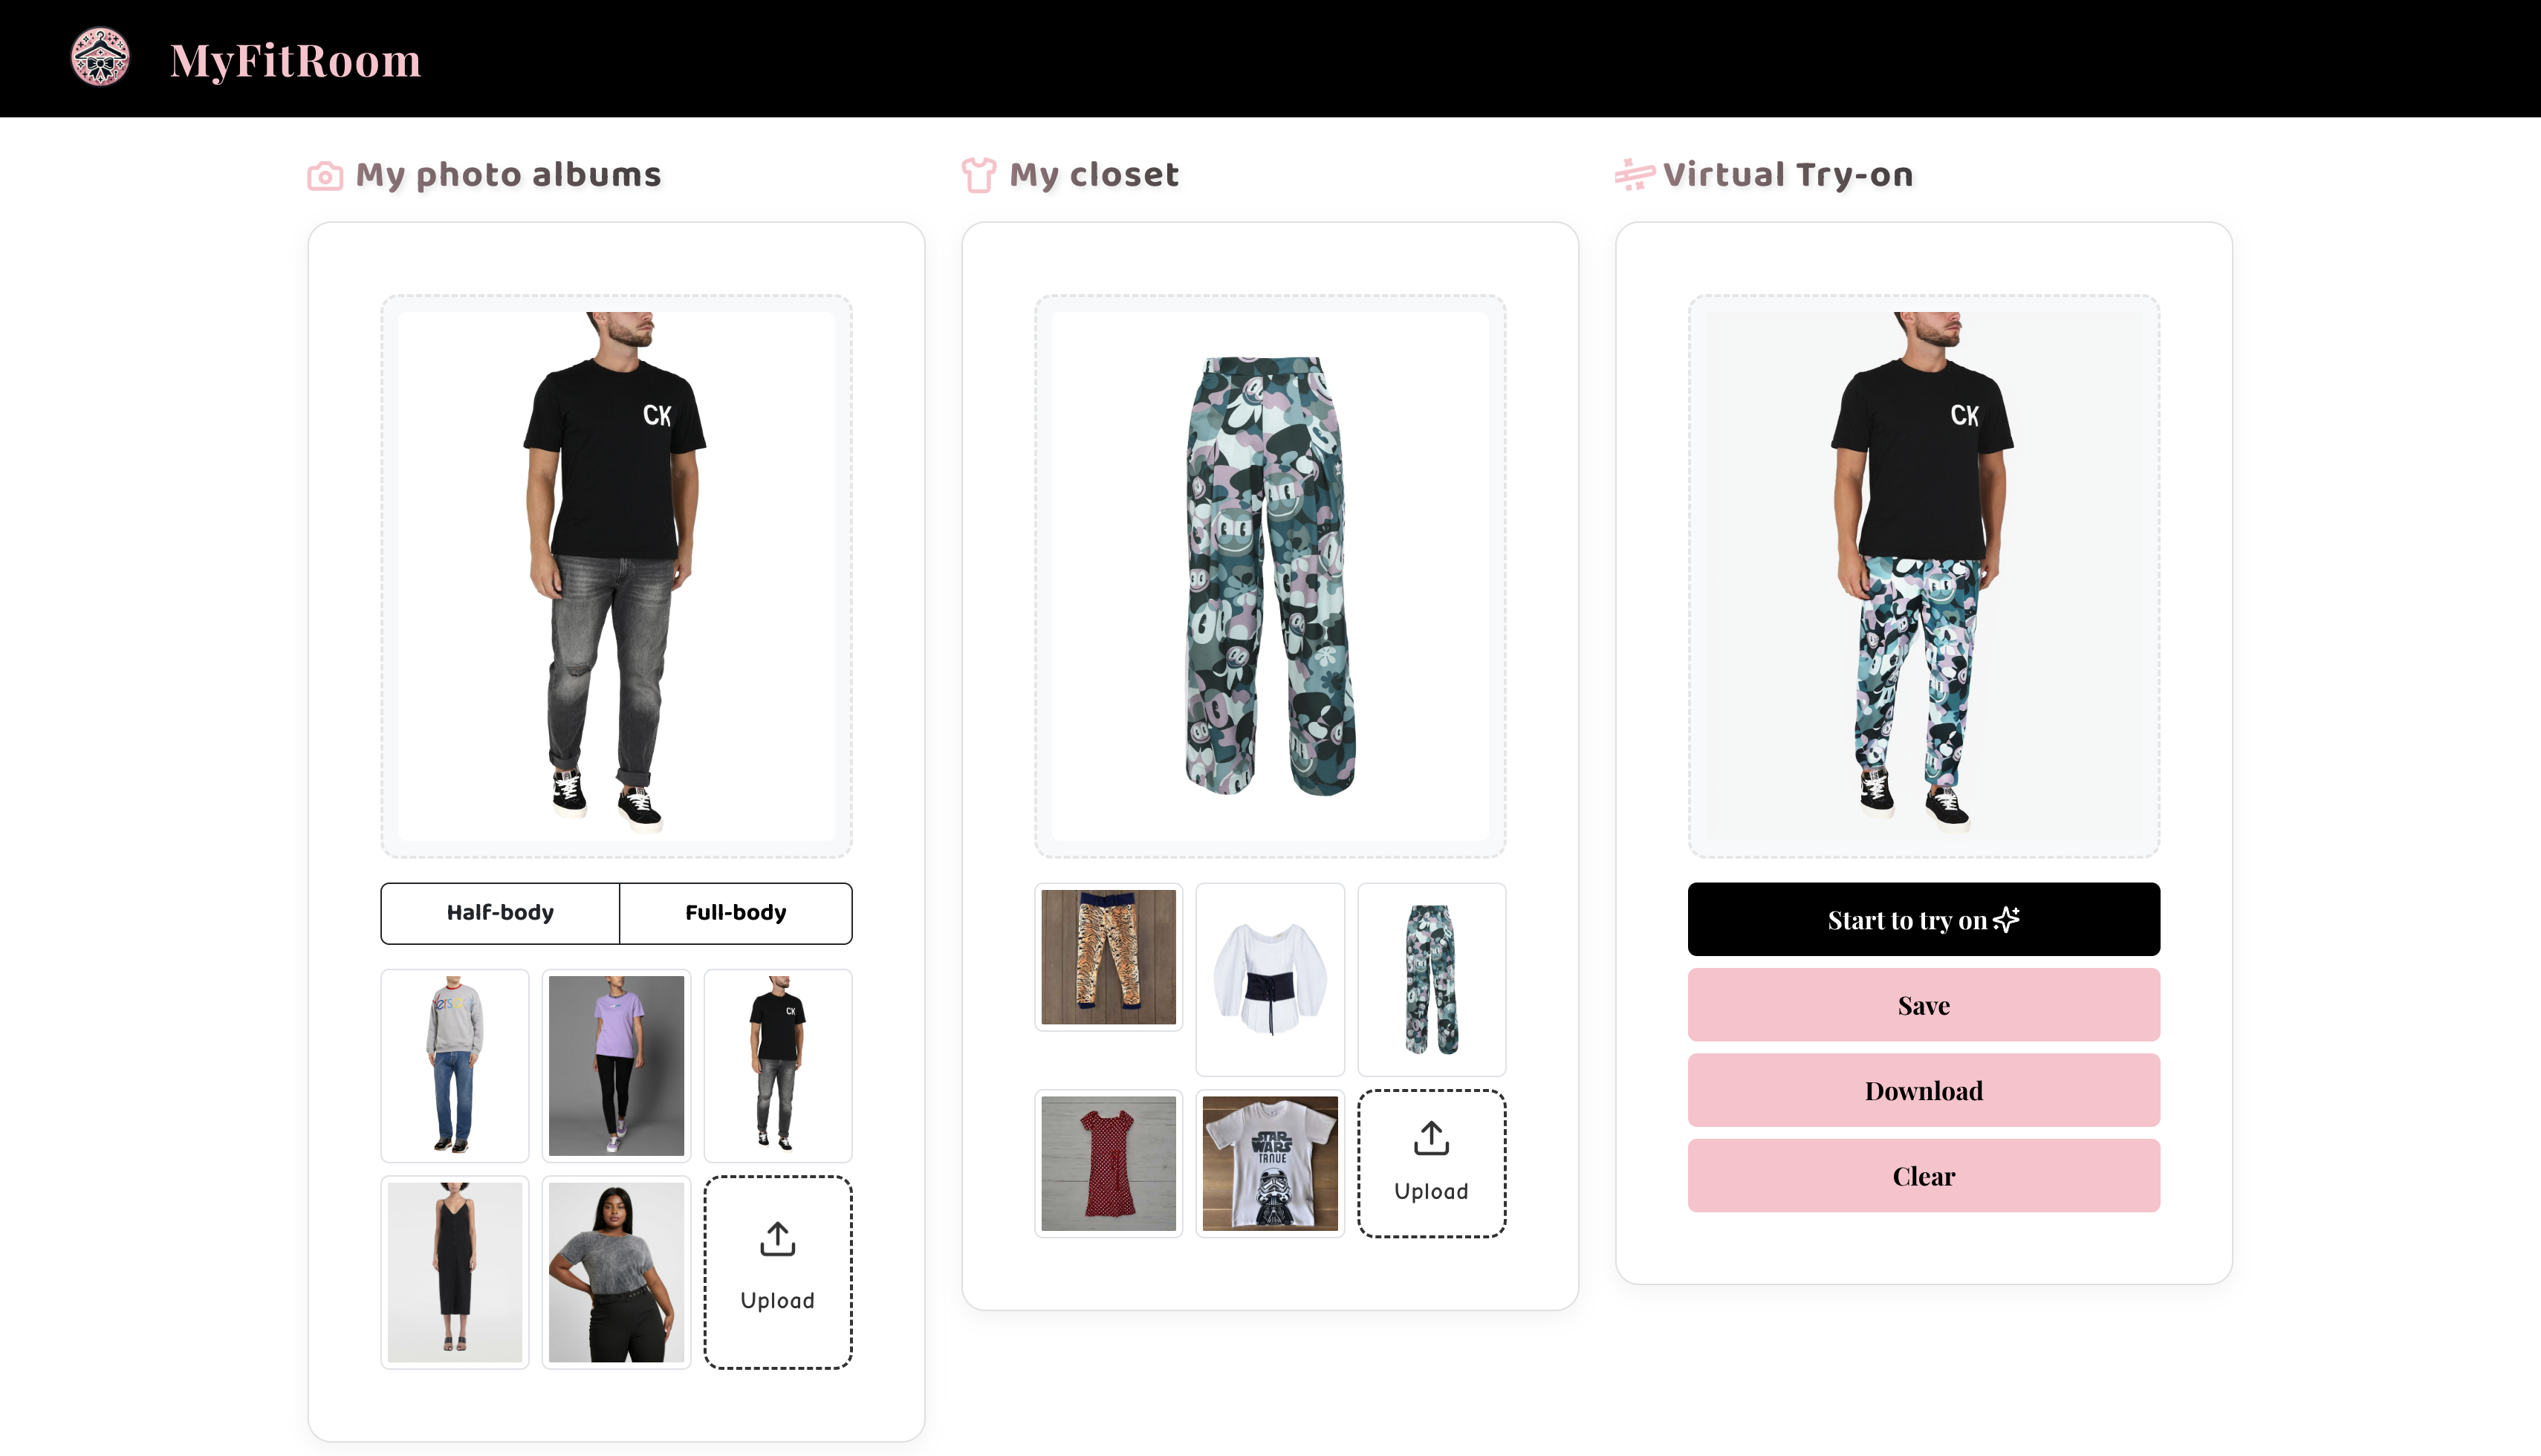 MyFitRoom
My photo albums
CK
Half-body
Full-body
CK
Upload
My closet
STAR
WARS
Upload
Virtual Try-on
CK
Start to try on
Save
Download
Clear